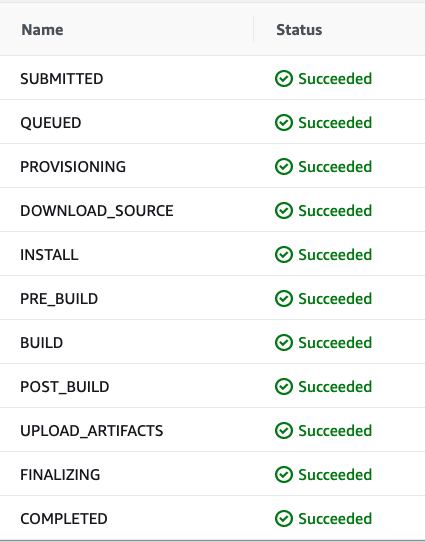 Name Status
SUBMITTED Succeeded
QUEUED Succeeded
PROVISIONING Succeeded
DOWNLOAD_SOURCE Succeeded
INSTALL Succeeded
PRE_BUILD Succeeded
BUILD Succeeded
POST_BUILD Succeeded
UPLOAD_ARTIFACTS Succeeded
FINALIZING Succeeded
COMPLETED Succeeded